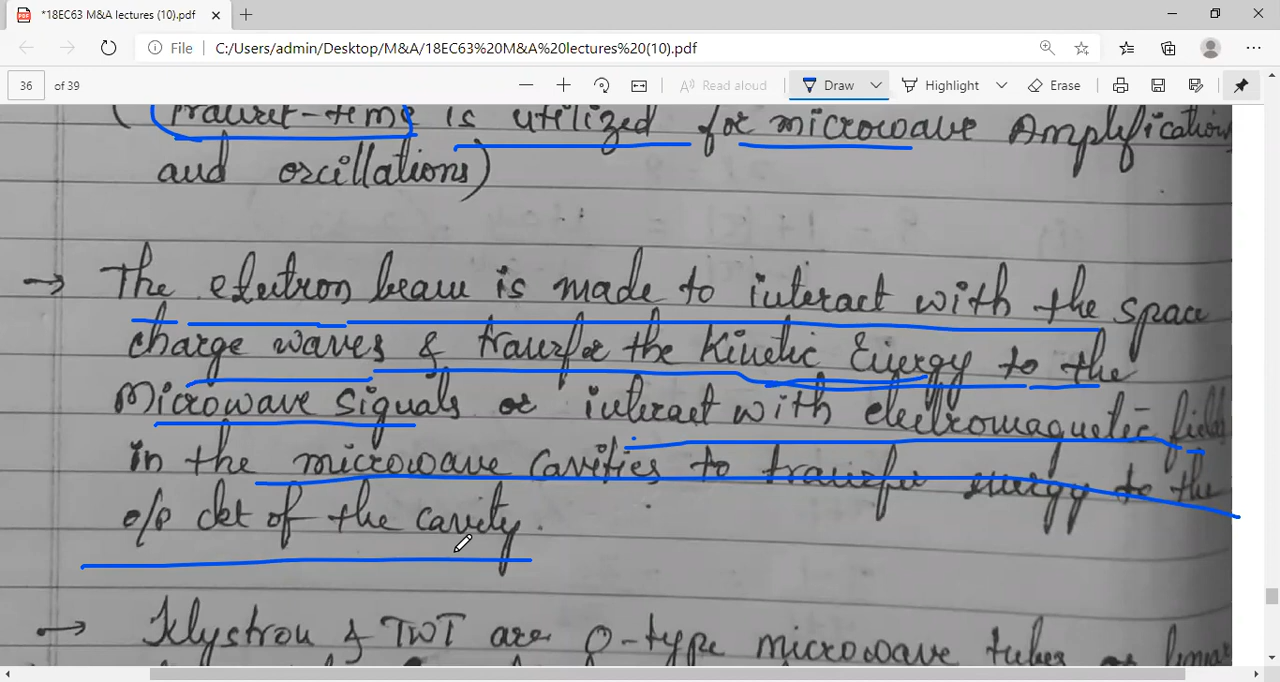 *18EC63 M&A lectures (10).pdf
File C:/Users/admin/Desktop/M&A/18EC63%20M&A%20lectures%20(10).pdf
36 of 39 Read aloud Draw Highlight Erase
is utilized for microwave Amplification
and oscillations)
→ The electron beam is made to interact with the space
charge waves & transfer the Kinetic Energy to the
Microwave signals or interact with electromagnetic field
in the microwave cavities to transfer energy to the
o/p ckt of the cavity.
→ Klystron & TWT are O-type microwave tubes or linear